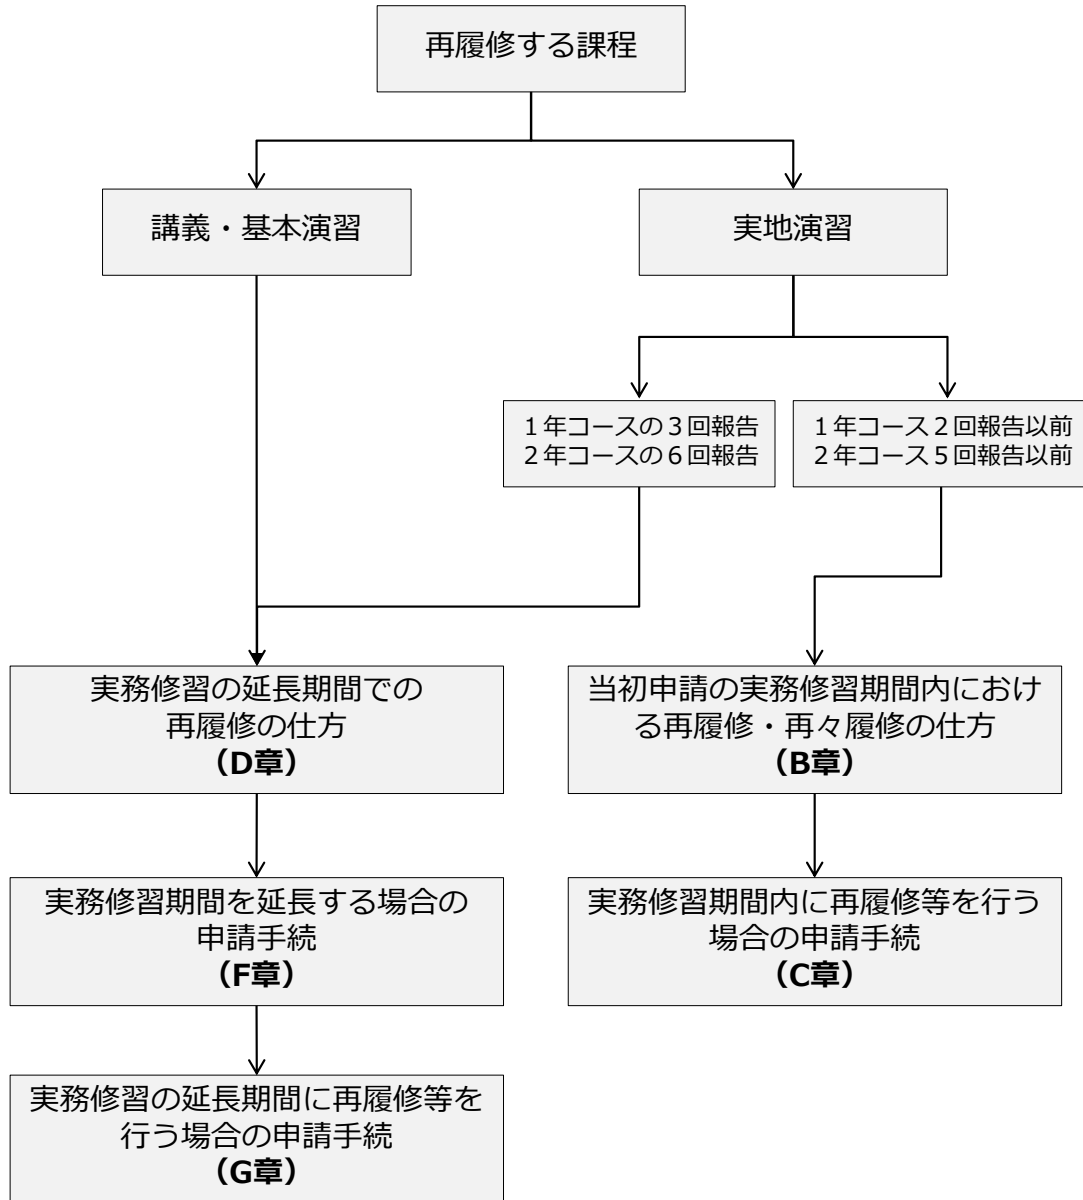 再履修する課程
講義・基本演習
実地演習
１年コースの３回報告
２年コースの６回報告
１年コース２回報告以前
２年コース５回報告以前
実務修習の延長期間での
再履修の仕方
（D章）
当初申請の実務修習期間内におけ
る再履修・再々履修の仕方
（B章）
実務修習期間を延長する場合の
申請手続
（F章）
実務修習期間内に再履修等を行う
場合の申請手続
（C章）
実務修習の延長期間に再履修等を
行う場合の申請手続
（G章）